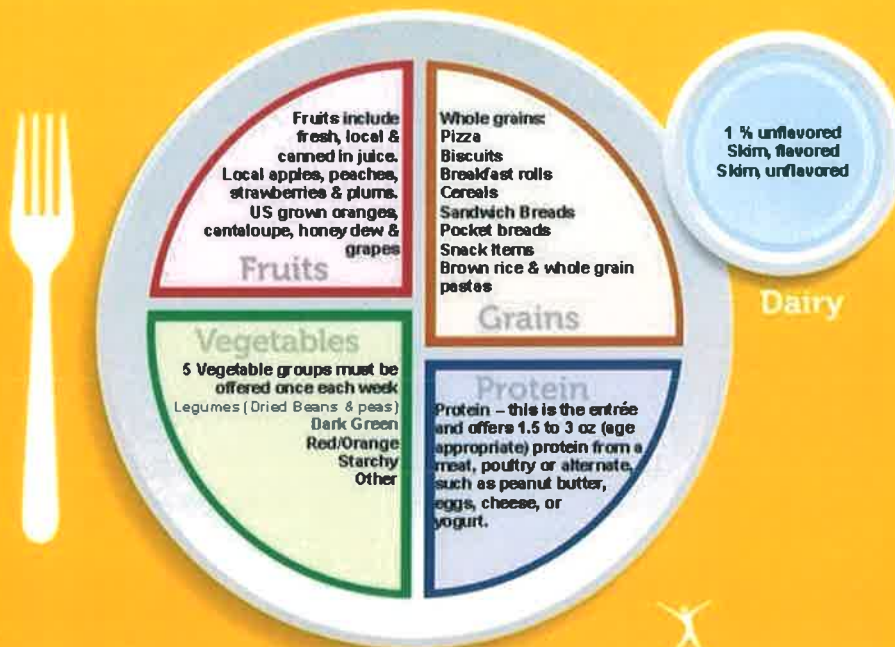 Fruits include
fresh, local &
canned in juice.
Local apples, peaches,
strawberries & plums.
US grown oranges,
cantaloupe, honey dew &
grapes
Fruits
Whole grains:
Pizza
Biscuits
Breakfast rolls
Cereals
Sandwich Breads
Pocket breads
Snack Items
Brown rice & whole grain
pastas
Grains
1 % unflavored
Skim, flavored
Skim, unflavored
Dairy
Vegetables
5 Vegetable groups must be
offered once each week
Legumes (Dried Beans & peas)
Dark Green
Red/Orange
Starchy
Other
Protein
Protein – this is the entrée
and offers 1.5 to 3 oz (age
appropriate) protein from a
meat, poultry or alternate,
such as peanut butter,
eggs, cheese, or
yogurt.